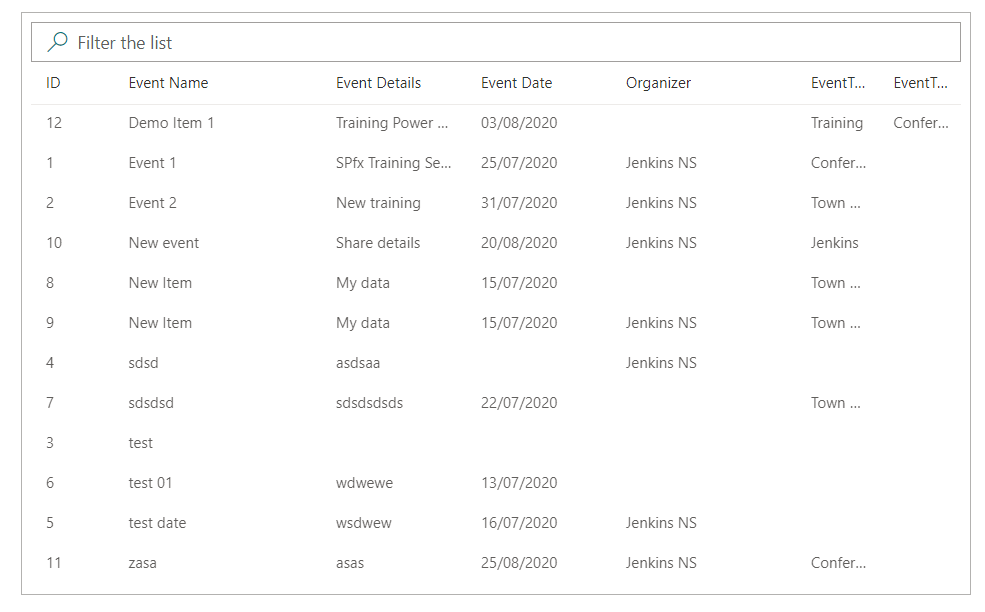 Filter the list
ID Event Name Event Details Event Date Organizer EventT... EventT...
12 Demo Item 1 Training Power ... 03/08/2020 Training Confer...
1 Event 1 SPfx Training Se... 25/07/2020 Jenkins NS Confer...
2 Event 2 New training 31/07/2020 Jenkins NS Town ...
10 New event Share details 20/08/2020 Jenkins NS Jenkins
8 New Item My data 15/07/2020 Town ...
9 New Item My data 15/07/2020 Jenkins NS Town ...
4 sdsd asdsaa Jenkins NS
7 sdsdsd sdsdsdsds 22/07/2020 Town ...
3 test
6 test 01 wdwewe 13/07/2020
5 test date wsdwew 16/07/2020 Jenkins NS
11 zasa asas 25/08/2020 Jenkins NS Confer...